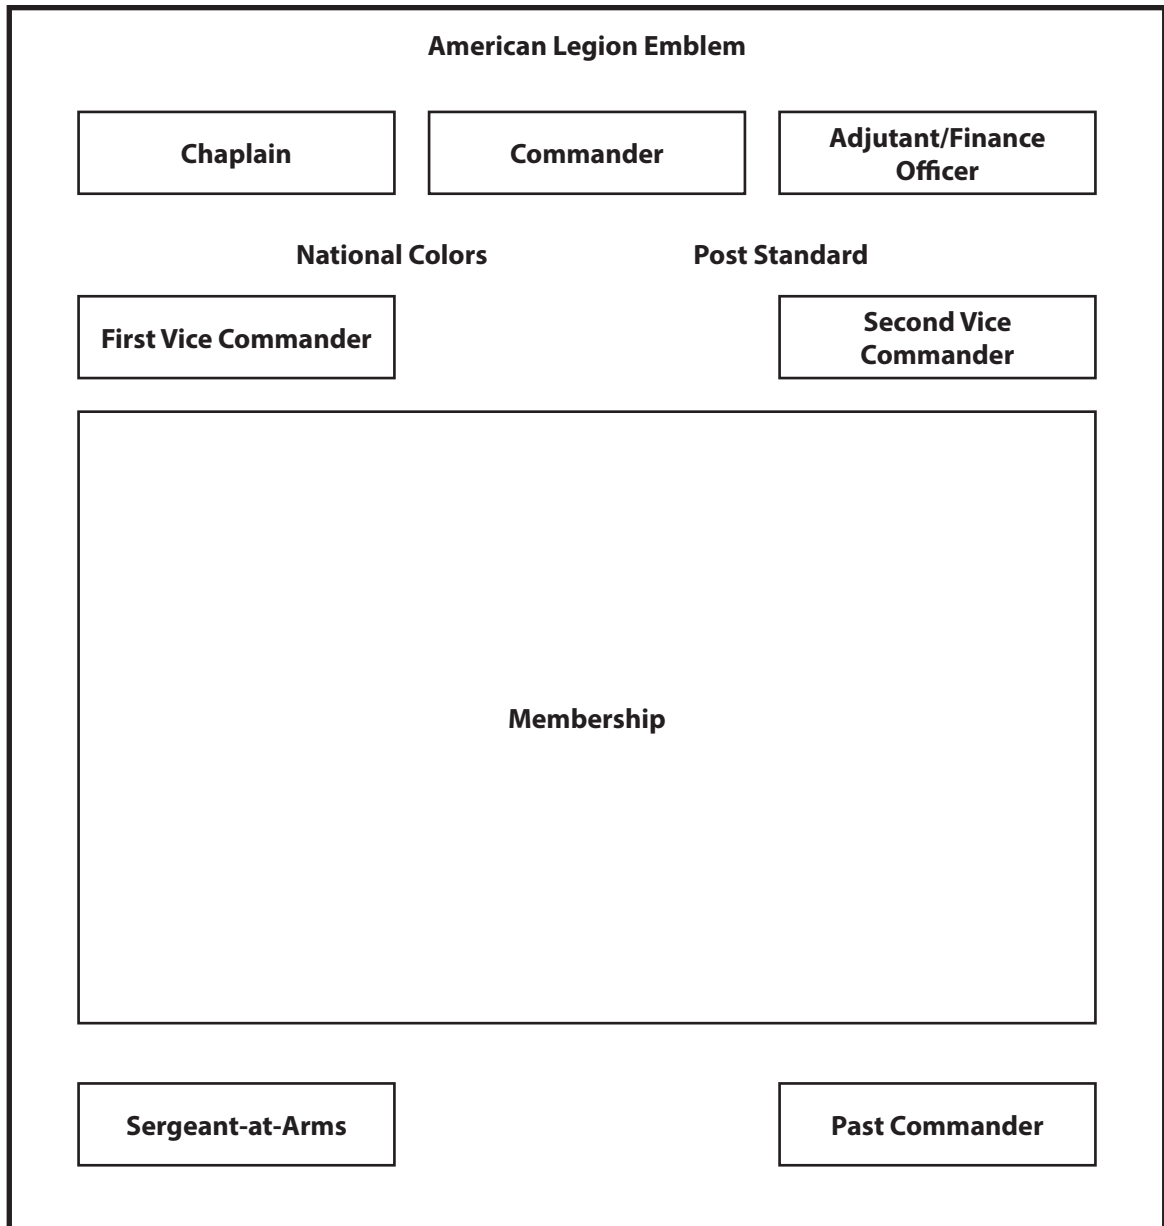 American Legion Emblem
Chaplain
Commander
Adjutant/Finance
Officer
National Colors
Post Standard
First Vice Commander
Second Vice
Commander
Membership
Sergeant-at-Arms
Past Commander